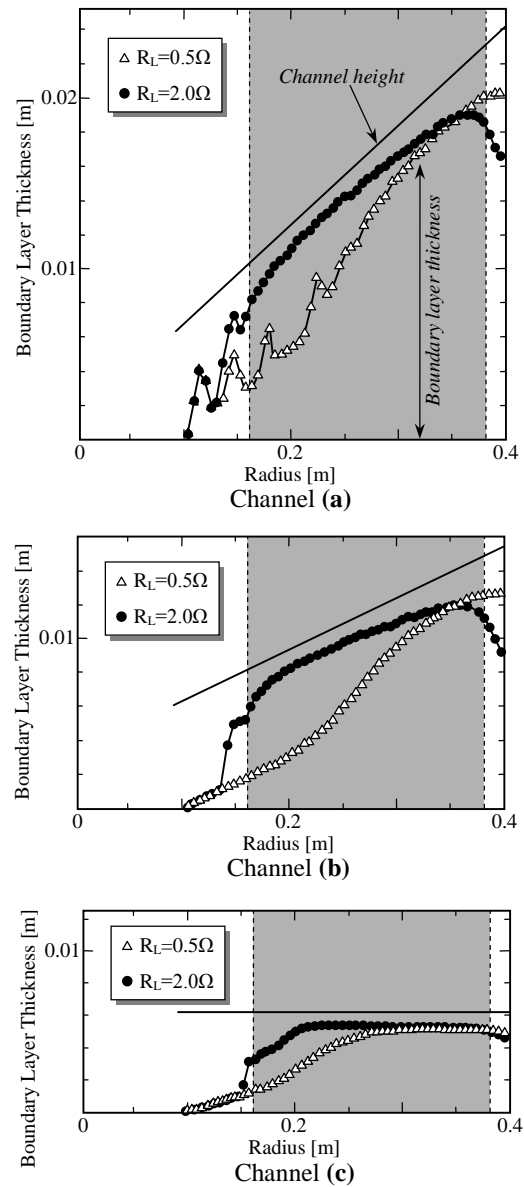 R_L=0.5Ω
R_L=2.0Ω
Channel height
Boundary layer thickness
0.02
0.01
Boundary Layer Thickness [m]
0
0.2
0.4
Radius [m]
Channel (a)
R_L=0.5Ω
R_L=2.0Ω
0.01
Boundary Layer Thickness [m]
0
0.2
0.4
Radius [m]
Channel (b)
R_L=0.5Ω
R_L=2.0Ω
0.01
Boundary Layer Thickness [m]
0
0.2
0.4
Radius [m]
Channel (c)